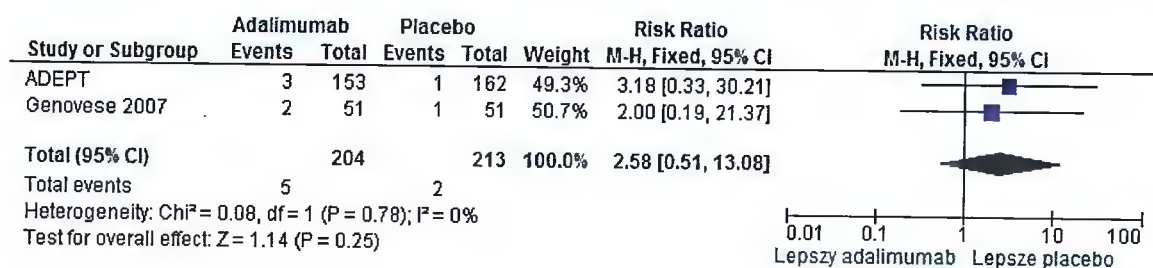 Adalimumab Placebo Risk Ratio Risk Ratio
Study or Subgroup Events Total Events Total Weight M-H, Fixed, 95% CI M-H, Fixed, 95% CI
ADEPT 3 153 1 162 49.3% 3.18 [0.33, 30.21]
Genovese 2007 2 51 1 51 50.7% 2.00 [0.19, 21.37]
Total (95% CI) 204 213 100.0% 2.58 [0.51, 13.08]
Total events 5 2
Heterogeneity: Chi² = 0.08, df = 1 (P = 0.78); I² = 0%
Test for overall effect: Z = 1.14 (P = 0.25)
0.01 0.1 1 10 100
Lepszy adalimumab Lepsze placebo